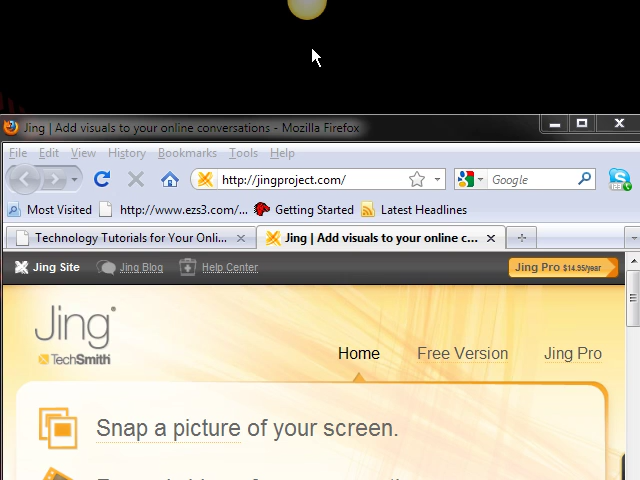 Jing | Add visuals to your online conversations - Mozilla Firefox
File Edit View History Bookmarks Tools Help
http://jingproject.com/ Google
Most Visited http://www.ezs3.com/... Getting Started Latest Headlines
Technology Tutorials for Your Onli... Jing | Add visuals to your online c...
Jing Site Jing Blog Help Center Jing Pro $14.95/year
Jing
TechSmith
Home Free Version Jing Pro
Snap a picture of your screen.